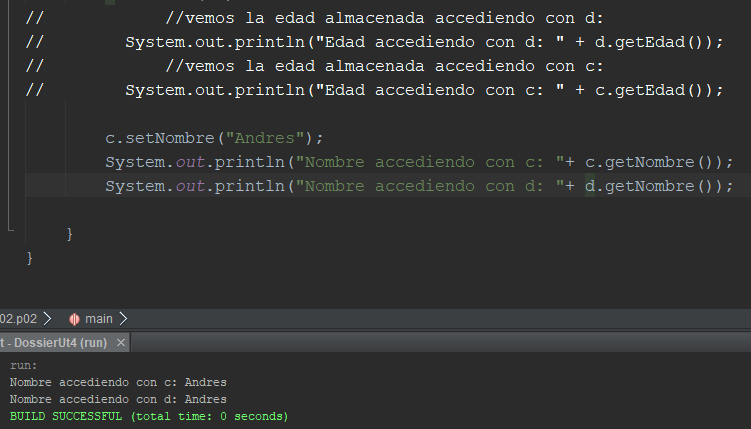 //            //vemos la edad almacenada accediendo con d:
//        System.out.println("Edad accediendo con d: " + d.getEdad());
//            //vemos la edad almacenada accediendo con c:
//        System.out.println("Edad accediendo con c: " + c.getEdad());
c.setNombre("Andres");
System.out.println("Nombre accediendo con c: "+ c.getNombre());
System.out.println("Nombre accediendo con d: "+ d.getNombre());
}
}
02.p02 > main >
t - DossierUt4 (run) ×
run:
Nombre accediendo con c: Andres
Nombre accediendo con d: Andres
BUILD SUCCESSFUL (total time: 0 seconds)